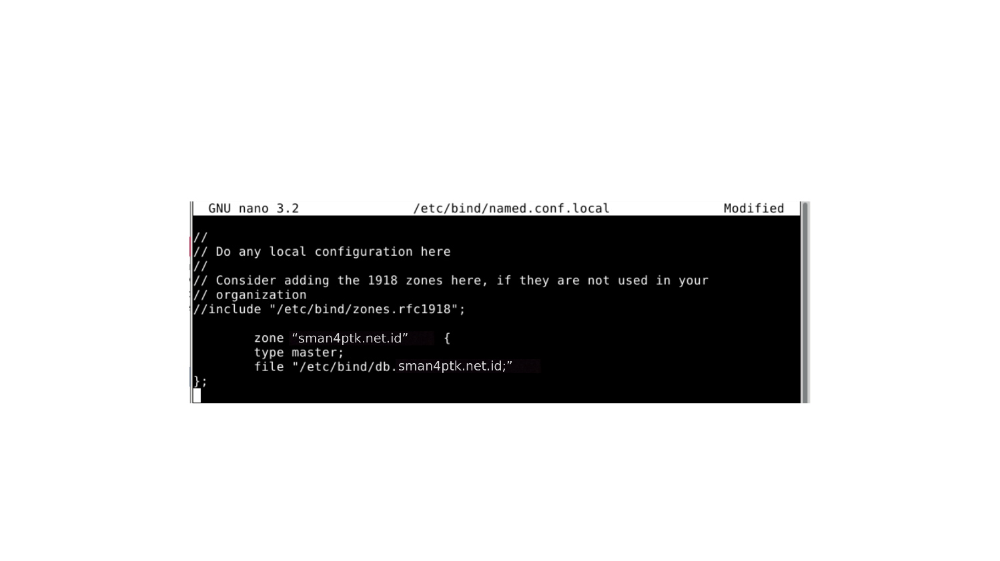 GNU nano 3.2 /etc/bind/named.conf.local Modified
//
// Do any local configuration here
//
// Consider adding the 1918 zones here, if they are not used in your
// organization
//include "/etc/bind/zones.rfc1918";
zone “sman4ptk.net.id” {
type master;
file "/etc/bind/db.sman4ptk.net.id;”
};